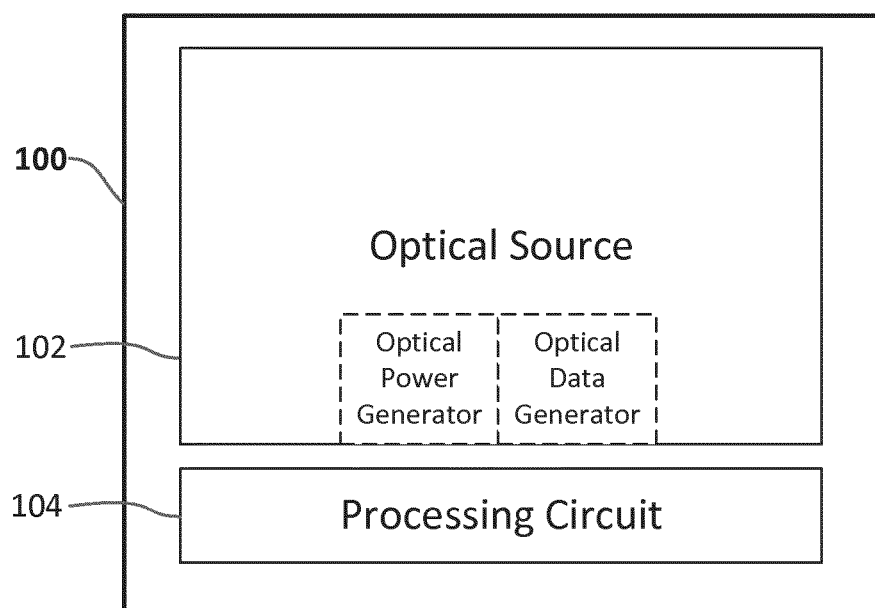 100
Optical Source
102
Optical
Power
Generator
Optical
Data
Generator
104
Processing Circuit